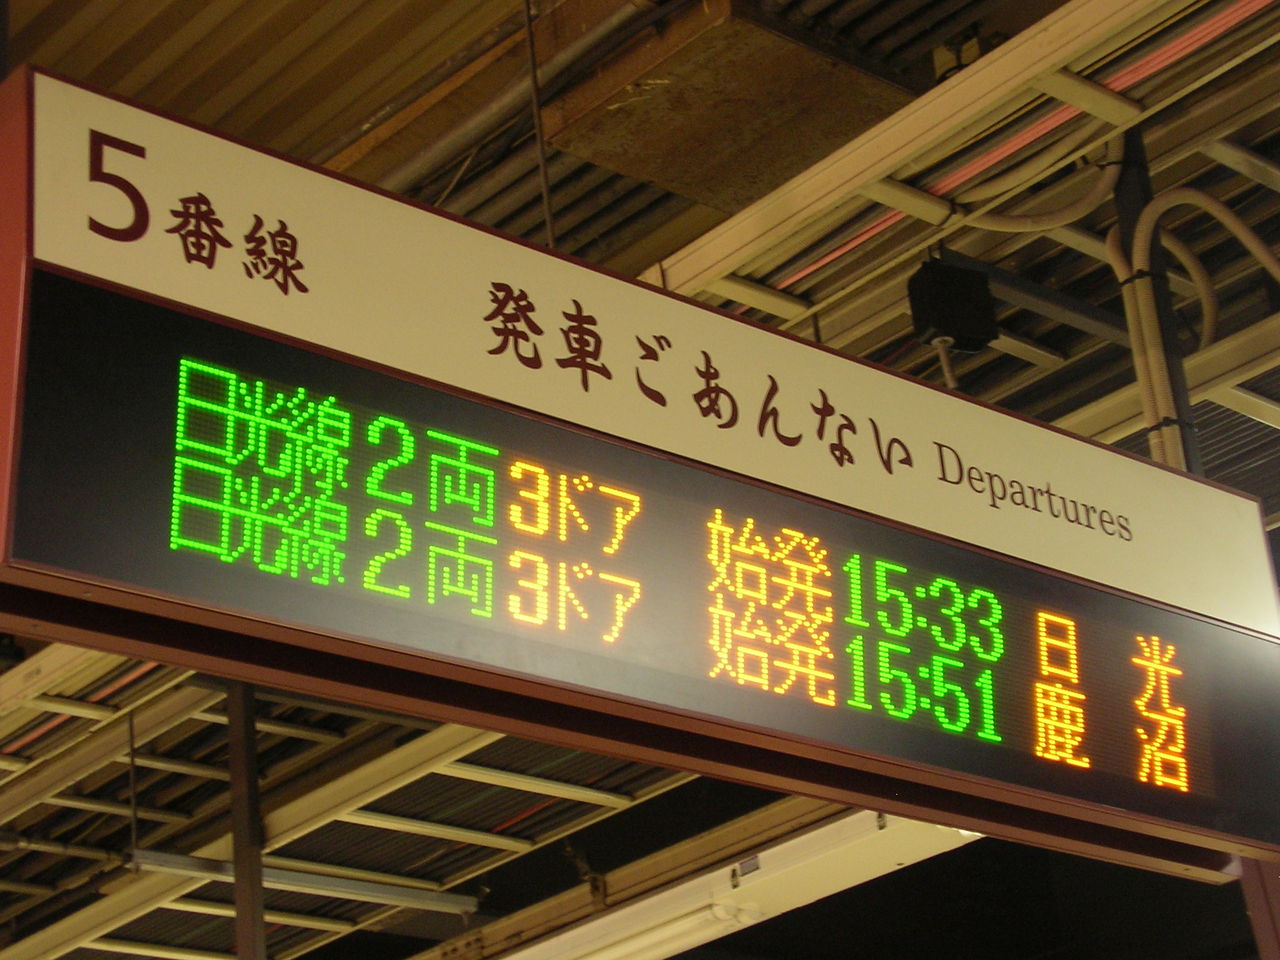 5番線 発車ごあんない Departures
日光線 2両 3ドア 始発 15:33 日光
日光線 2両 3ドア 始発 15:51 鹿沼